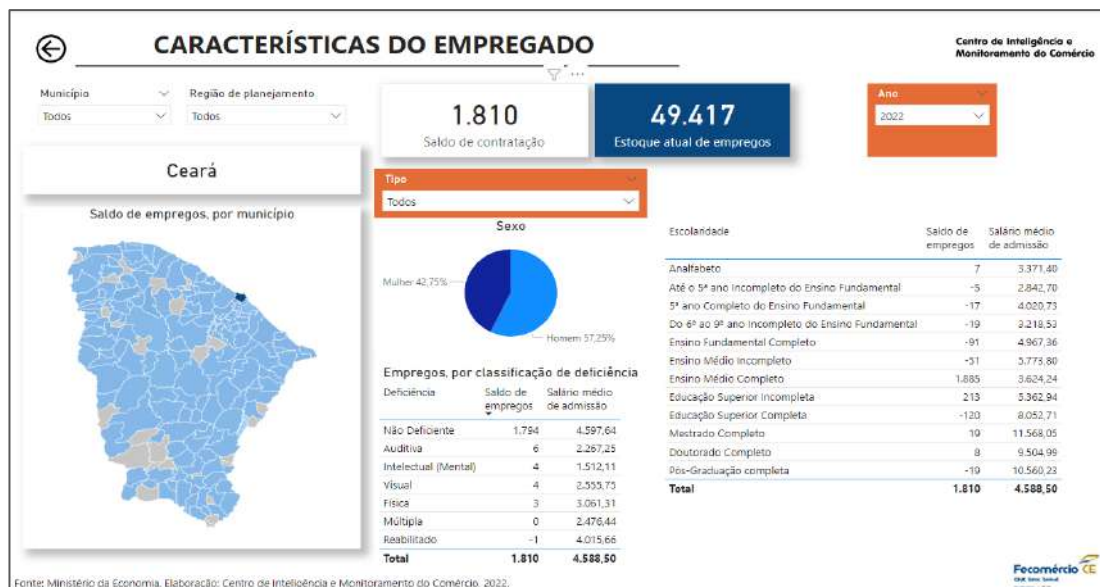 CARACTERÍSTICAS DO EMPREGADO
Centro de Inteligência e
Monitoramento do Comércio
Município
Todos
Região de planejamento
Todos
1.810
Saldo de contratação
49.417
Estoque atual de empregos
Ano
2022
Ceará
Tipo
Todos
Saldo de empregos, por município
Sexo
Mulher 42,75%
Homem 57,25%
Empregos, por classificação de deficiência
Deficiência Saldo de empregos Salário médio de admissão
Não Deficiente 1.794 4.597,64
Auditiva 6 2.267,25
Intelectual (Mental) 4 1.512,11
Visual 4 2.555,75
Física 3 3.061,31
Múltipla 0 2.476,44
Reabilitado -1 4.015,66
Total 1.810 4.588,50
Escolaridade Saldo de empregos Salário médio de admissão
Analfabeto 7 3.371,40
Até o 5ª ano Incompleto do Ensino Fundamental -5 2.842,70
5ª ano Completo do Ensino Fundamental -17 4.020,73
Do 6ª ao 9ª ano Incompleto do Ensino Fundamental -19 3.218,53
Ensino Fundamental Completo -91 4.967,36
Ensino Médio Incompleto -51 5.773,80
Ensino Médio Completo 1.885 3.624,24
Educação Superior Incompleta 213 5.362,94
Educação Superior Completa -120 8.052,71
Mestrado Completo 19 11.568,05
Doutorado Completo 8 9.504,99
Pós-Graduação completa -19 10.560,23
Total 1.810 4.588,50
Fonte: Ministério da Economia. Elaboração: Centro de Inteligência e Monitoramento do Comércio, 2022.
Fecomércio CE